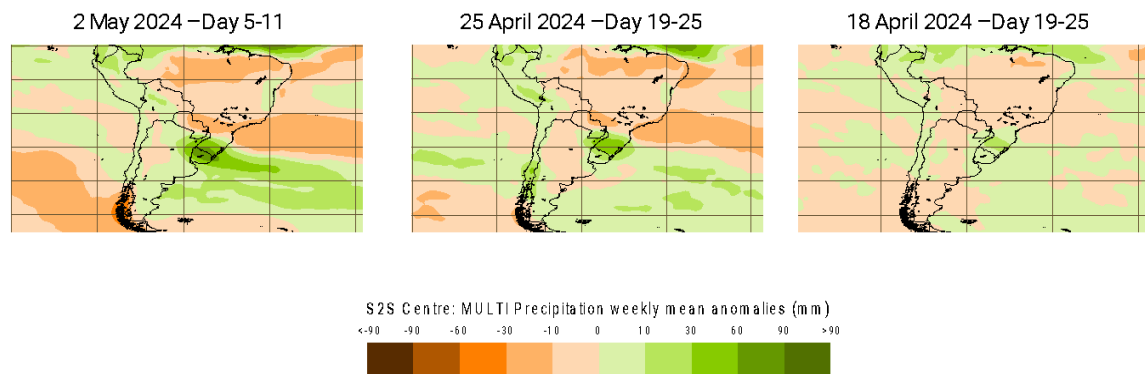 2 May 2024 –Day 5-11
25 April 2024 –Day 19-25
18 April 2024 –Day 19-25
S2S Centre: MULTI Precipitation weekly mean anomalies (mm)
<-90 -90 -60 -30 -10 0 10 30 60 90 >90